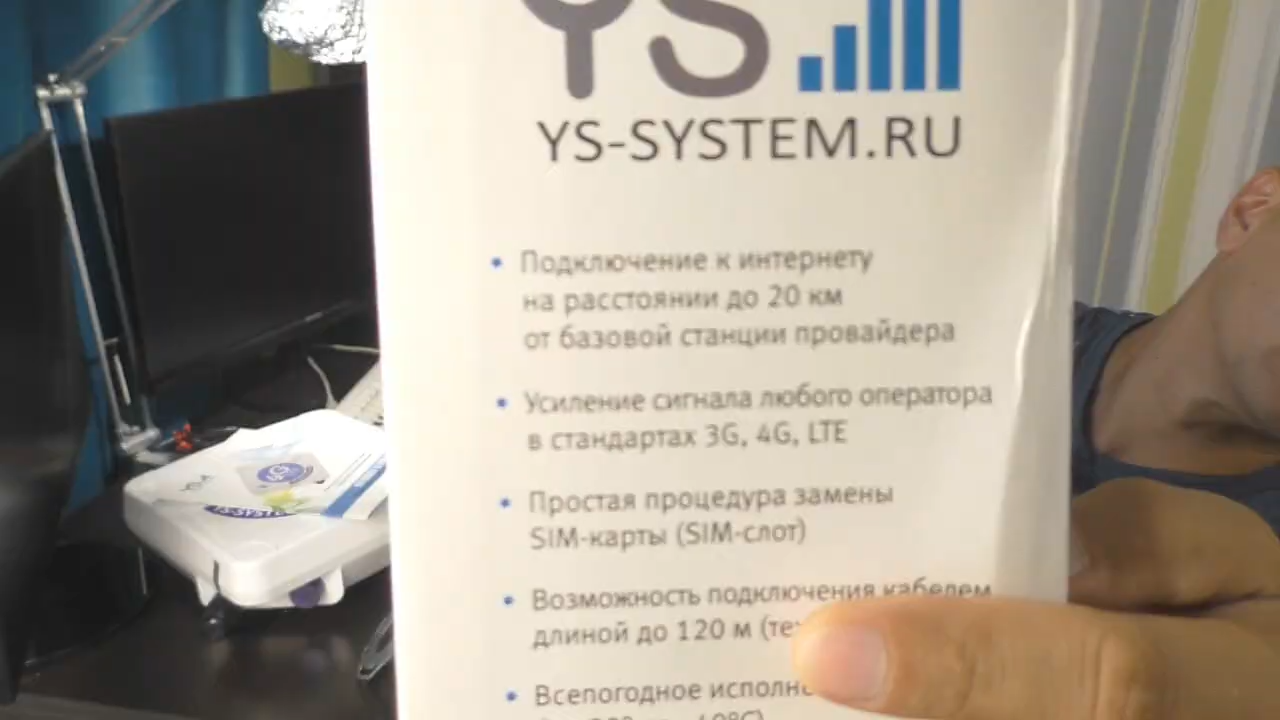 YS
YS-SYSTEM.RU
• Подключение к интернету
на расстоянии до 20 км
от базовой станции провайдера
• Усиление сигнала любого оператора
в стандартах 3G, 4G, LTE
• Простая процедура замены
SIM-карты (SIM-слот)
• Возможность подключения кабелем
длиной до 120 м
• Всепогодное